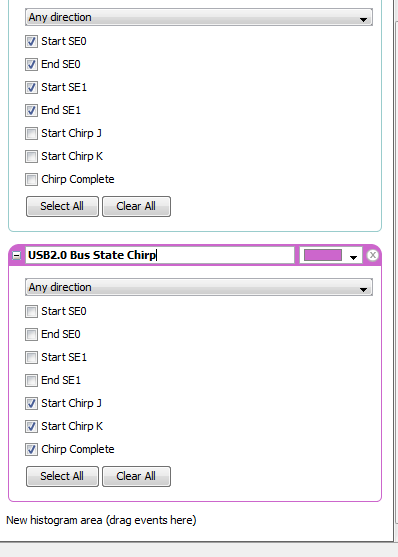 Any direction
Start SE0
End SE0
Start SE1
End SE1
Start Chirp J
Start Chirp K
Chirp Complete
Select All Clear All
USB2.0 Bus State Chirp
Any direction
Start SE0
End SE0
Start SE1
End SE1
Start Chirp J
Start Chirp K
Chirp Complete
Select All Clear All
New histogram area (drag events here)